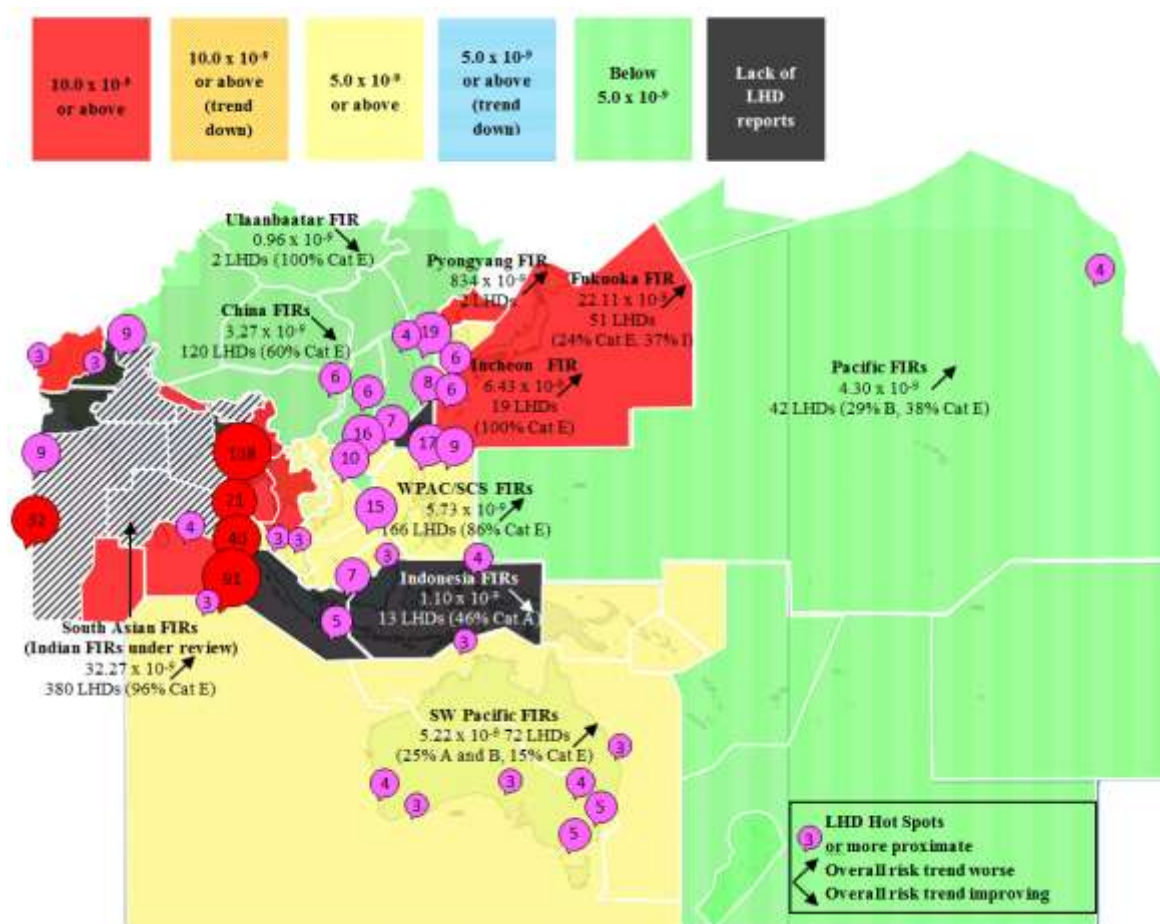 10.0 x 10⁻⁹
or above
10.0 x 10⁻⁹
or above
(trend
down)
5.0 x 10⁻⁹
or above
5.0 x 10⁻⁹
or above
(trend
down)
Below
5.0 x 10⁻⁹
Lack of
LHD
reports
Ulaanbaatar FIR
0.96 x 10⁻⁹
2 LHDs (100% Cat E)
Pyongyang FIR
834 x 10⁻⁹
2 LHDs
Fukuoka FIR
22.11 x 10⁻⁹
51 LHDs
(24% Cat E, 37% I)
China FIRs
3.27 x 10⁻⁹
120 LHDs (60% Cat E)
Incheon FIR
6.43 x 10⁻⁹
19 LHDs
(100% Cat E)
Pacific FIRs
4.30 x 10⁻⁹
42 LHDs (29% B, 38% Cat E)
WPAC/SCS FIRs
5.73 x 10⁻⁹
166 LHDs (86% Cat E)
Indonesia FIRs
1.10 x 10⁻⁹
13 LHDs (46% Cat A)
South Asian FIRs
(Indian FIRs under review)
32.27 x 10⁻⁹
380 LHDs (96% Cat E)
SW Pacific FIRs
5.22 x 10⁻⁹ 72 LHDs
(25% A and B, 15% Cat E)
4
9
3
3
4
19
6
6
8
6
6
7
16
10
17
9
9
21
15
4
40
3
3
3
4
7
91
3
5
3
3
4
3
3
4
5
5
3
LHD Hot Spots
or more proximate
Overall risk trend worse
Overall risk trend improving